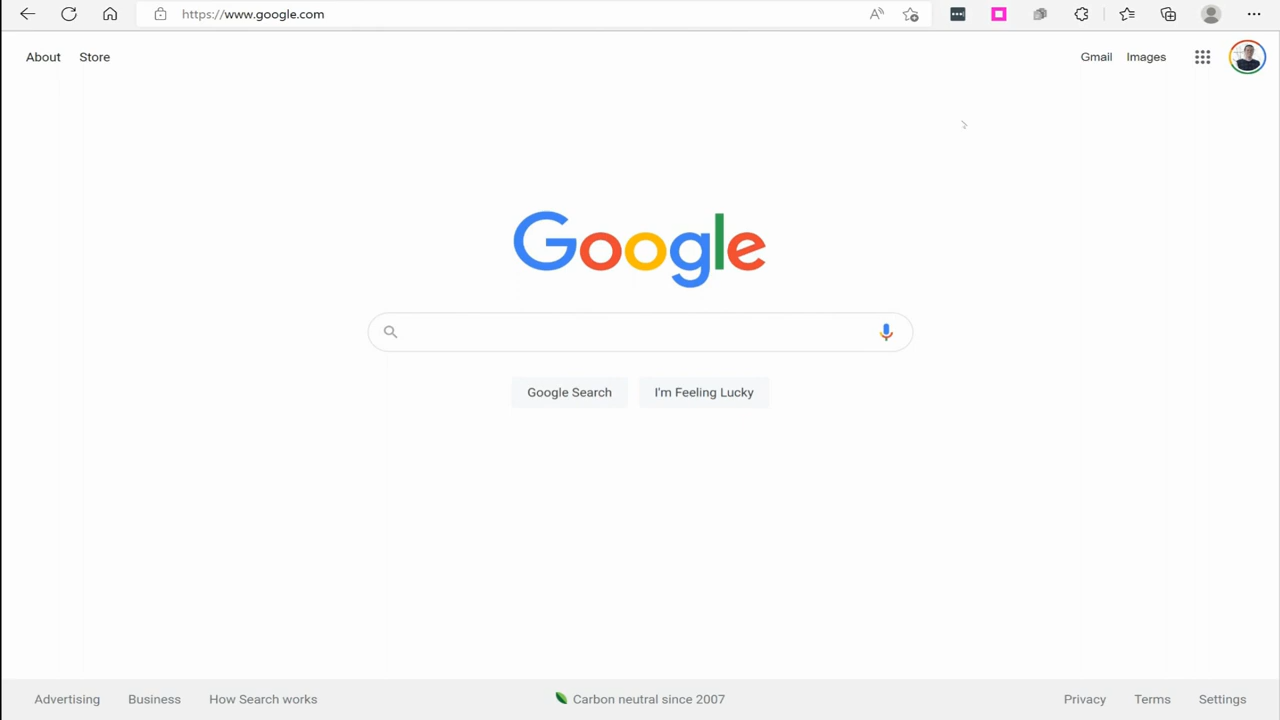 https://www.google.com
About
Store
Gmail
Images
Google
Google Search
I'm Feeling Lucky
Advertising
Business
How Search works
Carbon neutral since 2007
Privacy
Terms
Settings